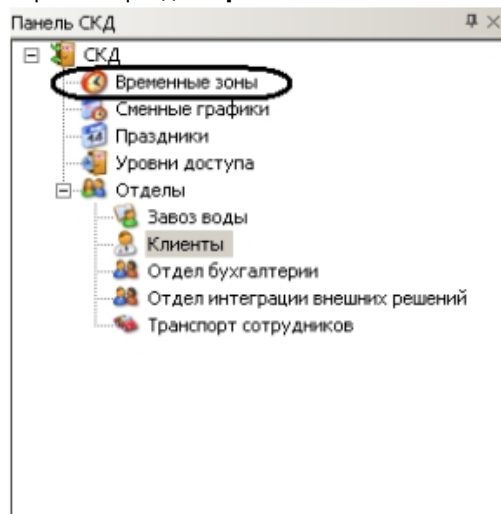 Панель СКД
СКД
Временные зоны
Сменные графики
Праздники
Уровни доступа
Отделы
Завоз воды
Клиенты
Отдел бухгалтерии
Отдел интеграции внешних решений
Транспорт сотрудников